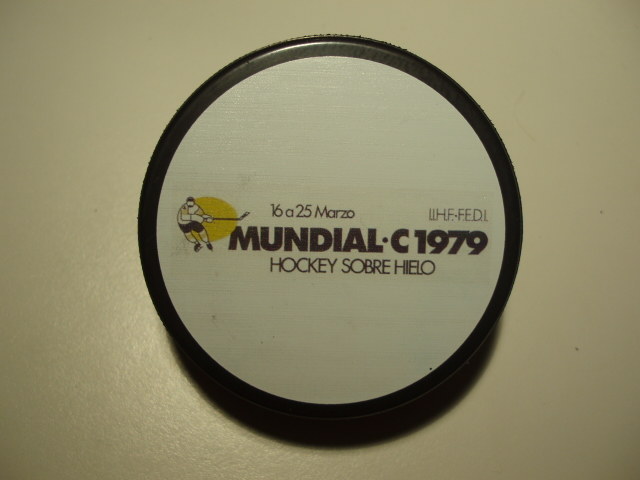 16 a 25 Marzo I.I.H.F.-F.E.D.I.
MUNDIAL·C 1979
HOCKEY SOBRE HIELO